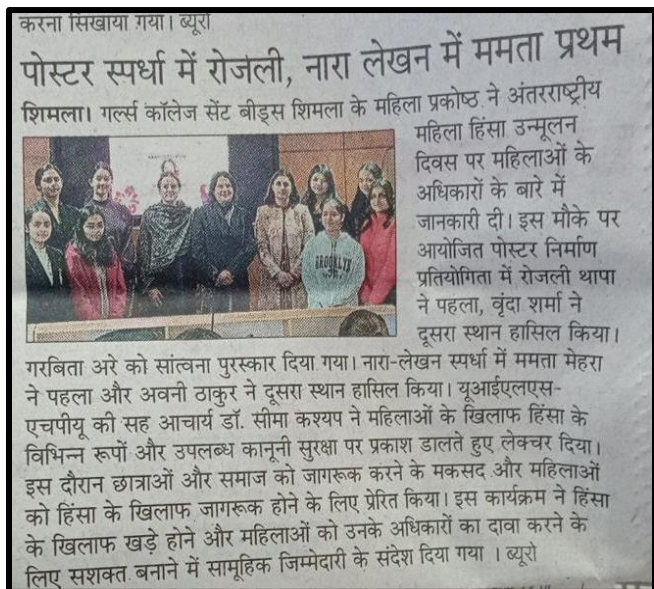 करना सिखाया गया। ब्यूरो
पोस्टर स्पर्धा में रोजली, नारा लेखन में ममता प्रथम
शिमला। गर्ल्स कॉलेज सेंट बीड्स शिमला के महिला प्रकोष्ठ ने अंतरराष्ट्रीय
महिला हिंसा उन्मूलन
दिवस पर महिलाओं के
अधिकारों के बारे में
जानकारी दी। इस मौके पर
आयोजित पोस्टर निर्माण
प्रतियोगिता में रोजली थापा
ने पहला, वृंदा शर्मा ने
दूसरा स्थान हासिल किया।
BROOKLYN
गरबिता अरे को सांत्वना पुरस्कार दिया गया। नारा-लेखन स्पर्धा में ममता मेहरा
ने पहला और अवनी ठाकुर ने दूसरा स्थान हासिल किया। यूआईएलएस-
एचपीयू की सह आचार्य डॉ. सीमा कश्यप ने महिलाओं के खिलाफ हिंसा के
विभिन्न रूपों और उपलब्ध कानूनी सुरक्षा पर प्रकाश डालते हुए लेक्चर दिया।
इस दौरान छात्राओं और समाज को जागरूक करने के मकसद और महिलाओं
को हिंसा के खिलाफ जागरूक होने के लिए प्रेरित किया। इस कार्यक्रम ने हिंसा
के खिलाफ खड़े होने और महिलाओं को उनके अधिकारों का दावा करने के
लिए सशक्त बनाने में सामूहिक जिम्मेदारी के संदेश दिया गया । ब्यूरो